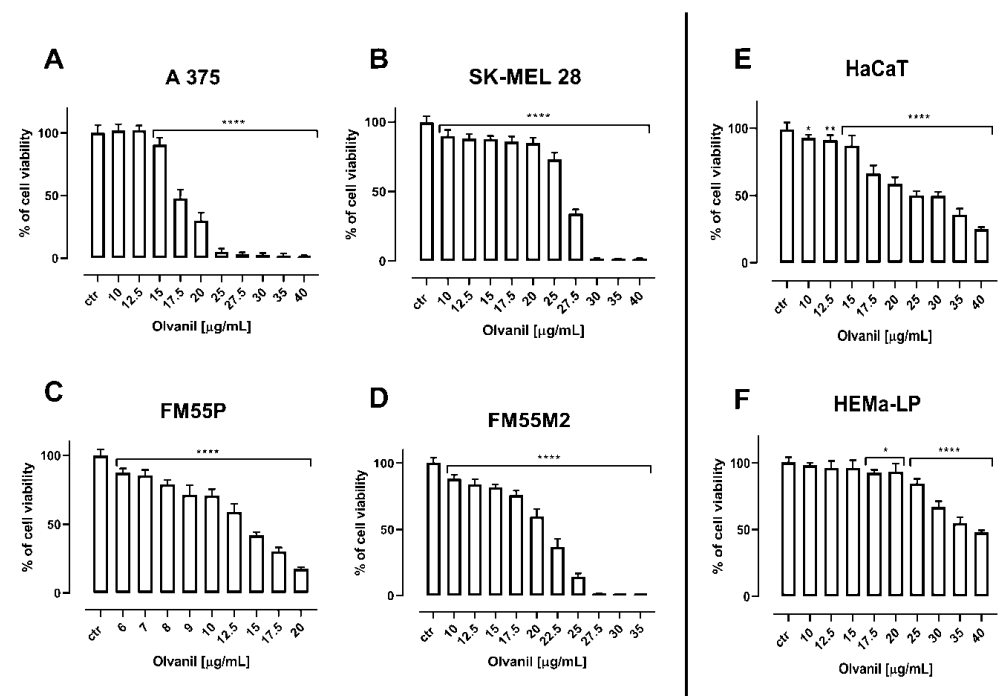 A
A 375
% of cell viability
100
50
0
****
ctr 10 12.5 15 17.5 20 25 27.5 30 35 40
Olvanil [μg/mL]
B
SK-MEL 28
% of cell viability
100
50
0
****
ctr 10 12.5 15 17.5 20 25 27.5 30 35 40
Olvanil [μg/mL]
E
HaCaT
% of cell viability
100
50
0
* ** ****
ctr 10 12.5 15 17.5 20 25 30 35 40
Olvanil [μg/mL]
C
FM55P
% of cell viability
100
50
0
****
ctr 6 7 8 9 10 12.5 15 17.5 20
Olvanil [μg/mL]
D
FM55M2
% of cell viability
100
50
0
****
ctr 10 12.5 15 17.5 20 22.5 25 27.5 30 35
Olvanil [μg/mL]
F
HEMa-LP
% of cell viability
100
50
0
* ****
ctr 10 12.5 15 17.5 20 25 30 35 40
Olvanil [μg/mL]